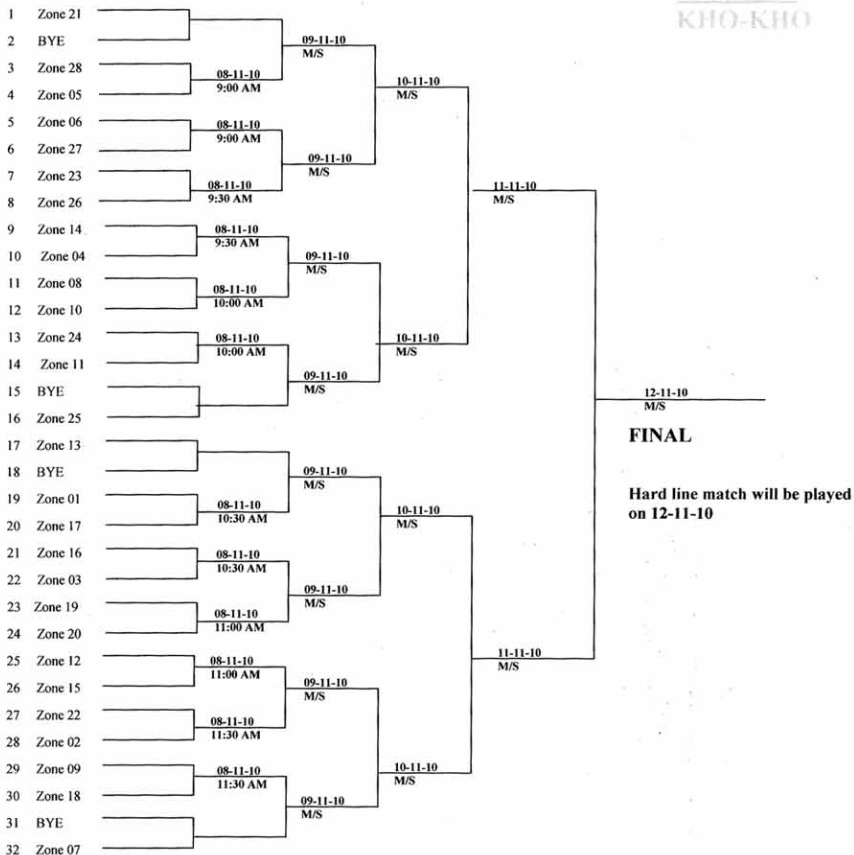 KHO-KHO
1 Zone 21
2 BYE
3 Zone 28
4 Zone 05
5 Zone 06
6 Zone 27
7 Zone 23
8 Zone 26
9 Zone 14
10 Zone 04
11 Zone 08
12 Zone 10
13 Zone 24
14 Zone 11
15 BYE
16 Zone 25
17 Zone 13
18 BYE
19 Zone 01
20 Zone 17
21 Zone 16
22 Zone 03
23 Zone 19
24 Zone 20
25 Zone 12
26 Zone 15
27 Zone 22
28 Zone 02
29 Zone 09
30 Zone 18
31 BYE
32 Zone 07
08-11-10
9:00 AM
08-11-10
9:00 AM
08-11-10
9:30 AM
08-11-10
9:30 AM
08-11-10
10:00 AM
08-11-10
10:00 AM
08-11-10
10:30 AM
08-11-10
10:30 AM
08-11-10
11:00 AM
08-11-10
11:00 AM
08-11-10
11:30 AM
08-11-10
11:30 AM
09-11-10
M/S
09-11-10
M/S
09-11-10
M/S
09-11-10
M/S
09-11-10
M/S
09-11-10
M/S
09-11-10
M/S
09-11-10
M/S
10-11-10
M/S
10-11-10
M/S
10-11-10
M/S
10-11-10
M/S
11-11-10
M/S
11-11-10
M/S
12-11-10
M/S
FINAL
Hard line match will be played
on 12-11-10